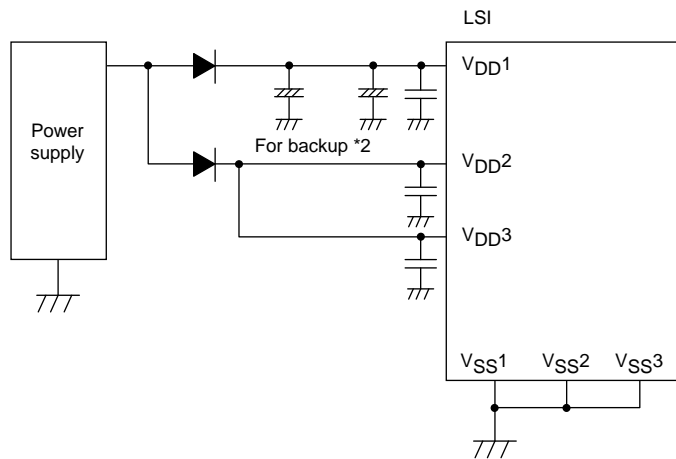 LSI
VDD1
Power
supply
For backup *2
VDD2
VDD3
VSS1 VSS2 VSS3